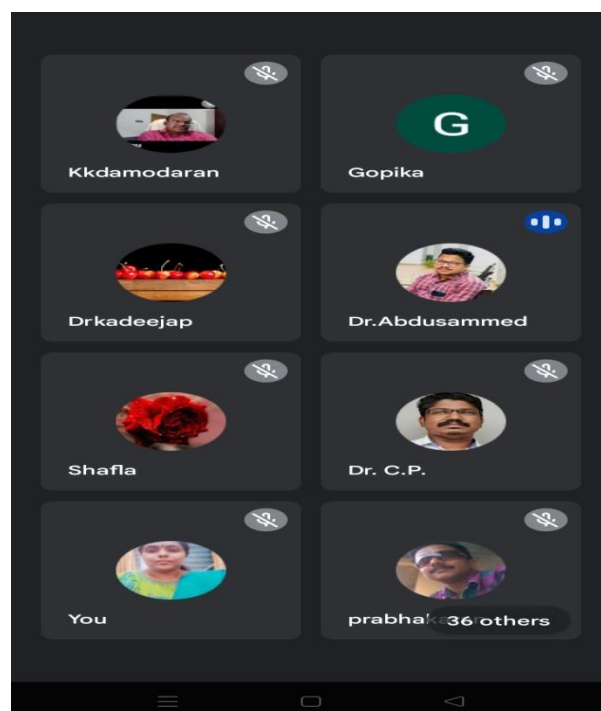 Kkdamodaran
G
Gopika
Drkadeejap
Dr.Abdusammed
Shafla
Dr. C.P.
You
36 others